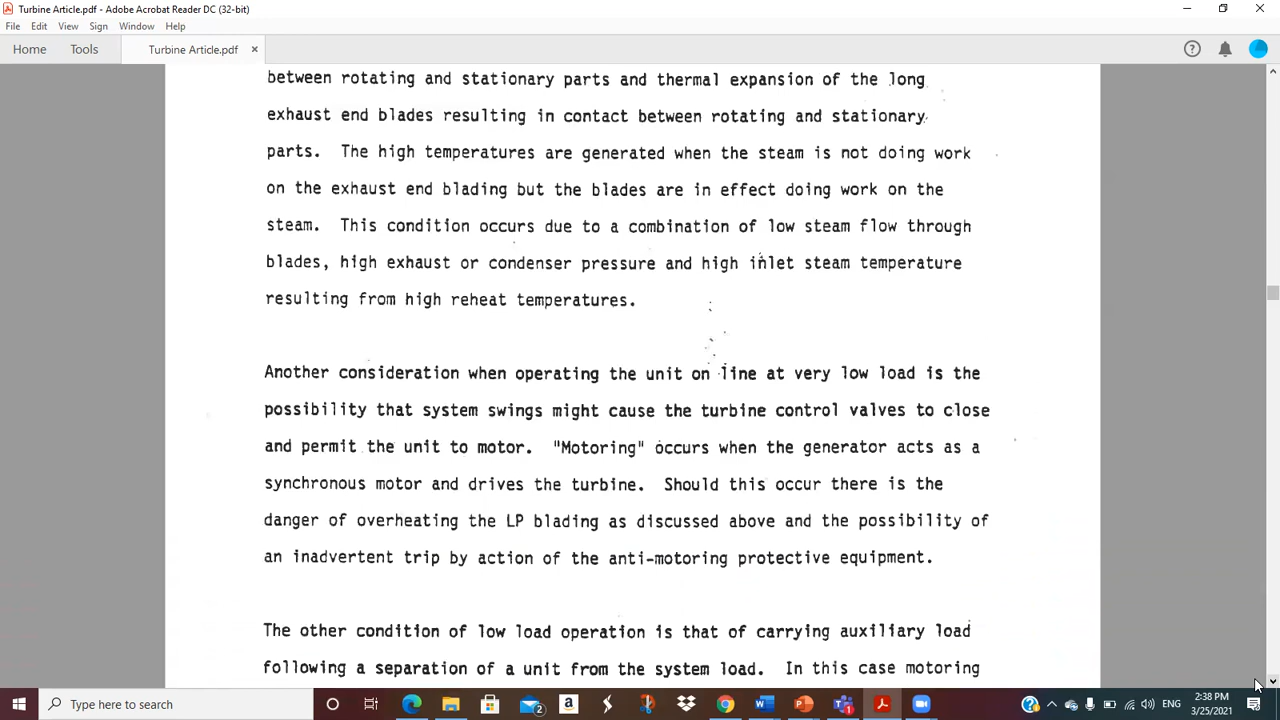 Turbine Article.pdf - Adobe Acrobat Reader DC (32-bit)
File Edit View Sign Window Help
Home Tools Turbine Article.pdf ×
between rotating and stationary parts and thermal expansion of the long
exhaust end blades resulting in contact between rotating and stationary
parts. The high temperatures are generated when the steam is not doing work
on the exhaust end blading but the blades are in effect doing work on the
steam. This condition occurs due to a combination of low steam flow through
blades, high exhaust or condenser pressure and high inlet steam temperature
resulting from high reheat temperatures.
Another consideration when operating the unit on line at very low load is the
possibility that system swings might cause the turbine control valves to close
and permit the unit to motor. "Motoring" occurs when the generator acts as a
synchronous motor and drives the turbine. Should this occur there is the
danger of overheating the LP blading as discussed above and the possibility of
an inadvertent trip by action of the anti-motoring protective equipment.
The other condition of low load operation is that of carrying auxiliary load
following a separation of a unit from the system load. In this case motoring
Type here to search
2
ENG
2:38 PM
3/25/2021